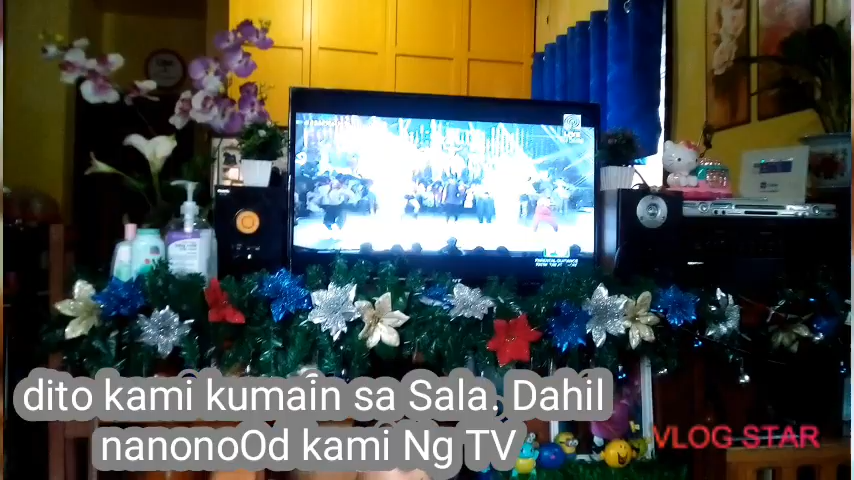 dito kami kumain sa Sala. Dahil
nanonoOd kami Ng TV
VLOG STAR